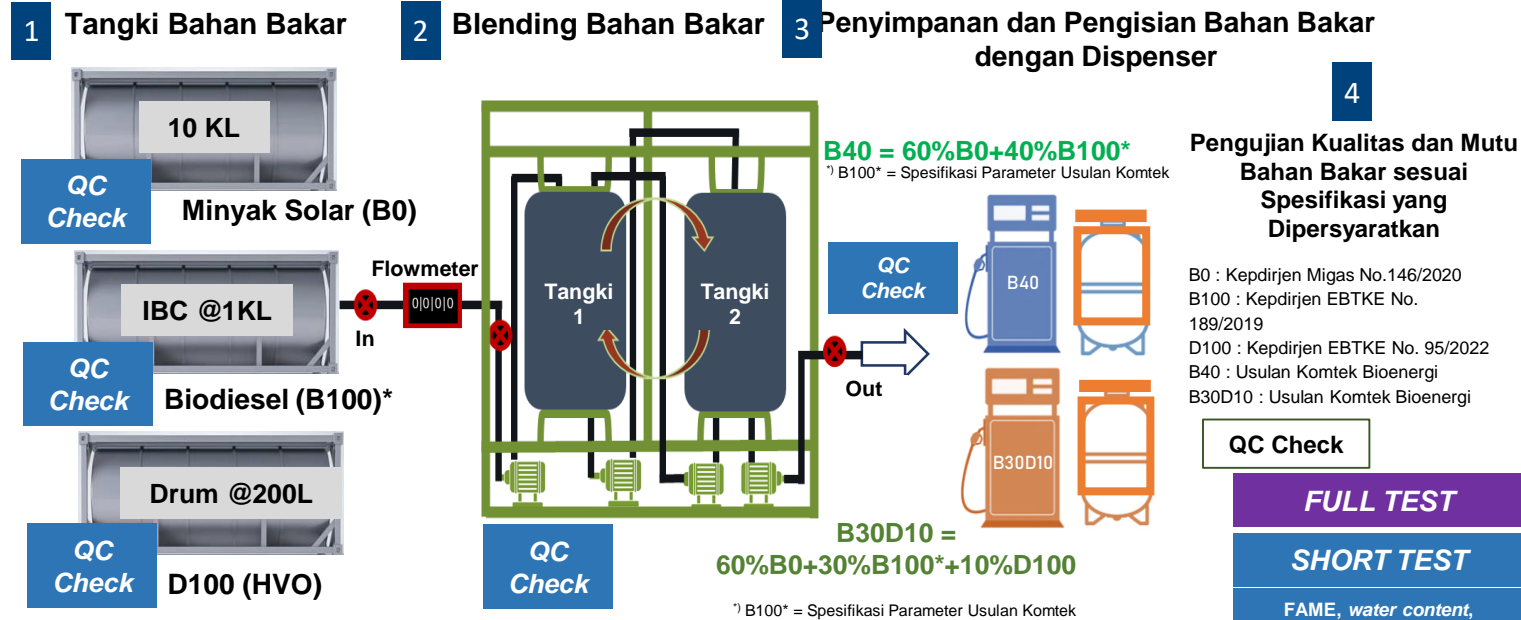 1
Tangki Bahan Bakar
10 KL
QC
Check
Minyak Solar (B0)
IBC @1KL
QC
Check
Biodiesel (B100)*
Drum @200L
QC
Check
D100 (HVO)
2
Blending Bahan Bakar
Flowmeter
0|0|0|0
In
Tangki
1
Tangki
2
QC
Check
Out
3
Penyimpanan dan Pengisian Bahan Bakar
dengan Dispenser
B40 = 60%B0+40%B100*
*) B100* = Spesifikasi Parameter Usulan Komtek
QC
Check
B40
B30D10
B30D10 =
60%B0+30%B100*+10%D100
*) B100* = Spesifikasi Parameter Usulan Komtek
4
Pengujian Kualitas dan Mutu
Bahan Bakar sesuai
Spesifikasi yang
Dipersyaratkan
B0 : Kepdirjen Migas No.146/2020
B100 : Kepdirjen EBTKE No.
189/2019
D100 : Kepdirjen EBTKE No. 95/2022
B40 : Usulan Komtek Bioenergi
B30D10 : Usulan Komtek Bioenergi
QC Check
FULL TEST
SHORT TEST
FAME, water content,